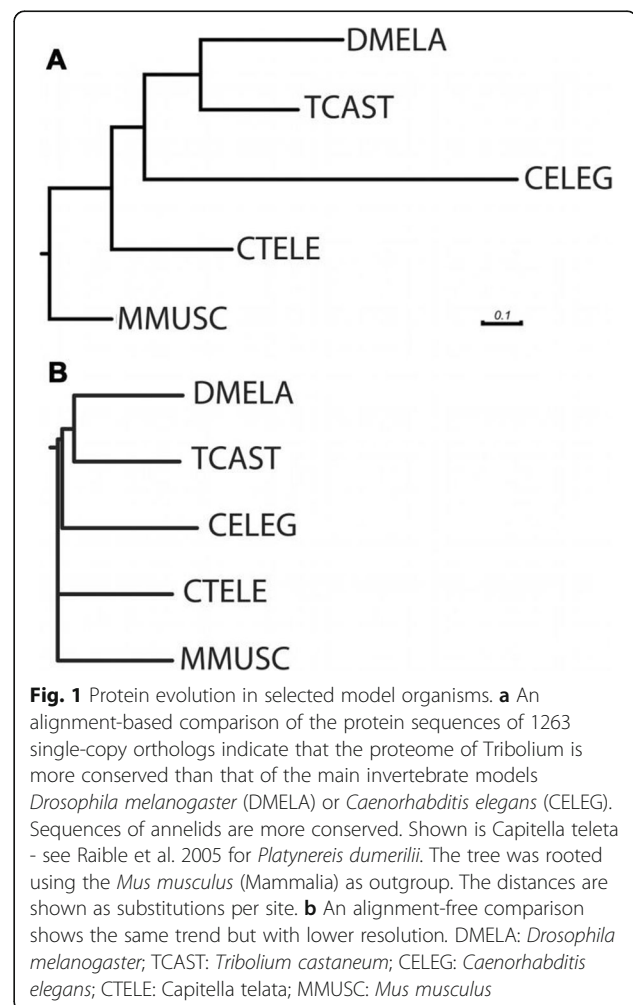 A
DMELA
TCAST
CELEG
CTELE
MMUSC
0.1
B
DMELA
TCAST
CELEG
CTELE
MMUSC
Fig. 1 Protein evolution in selected model organisms. a An
alignment-based comparison of the protein sequences of 1263
single-copy orthologs indicate that the proteome of Tribolium is
more conserved than that of the main invertebrate models
Drosophila melanogaster (DMELA) or Caenorhabditis elegans (CELEG).
Sequences of annelids are more conserved. Shown is Capitella teleta
- see Raible et al. 2005 for Platynereis dumerilii. The tree was rooted
using the Mus musculus (Mammalia) as outgroup. The distances are
shown as substitutions per site. b An alignment-free comparison
shows the same trend but with lower resolution. DMELA: Drosophila
melanogaster; TCAST: Tribolium castaneum; CELEG: Caenorhabditis
elegans; CTELE: Capitella telata; MMUSC: Mus musculus